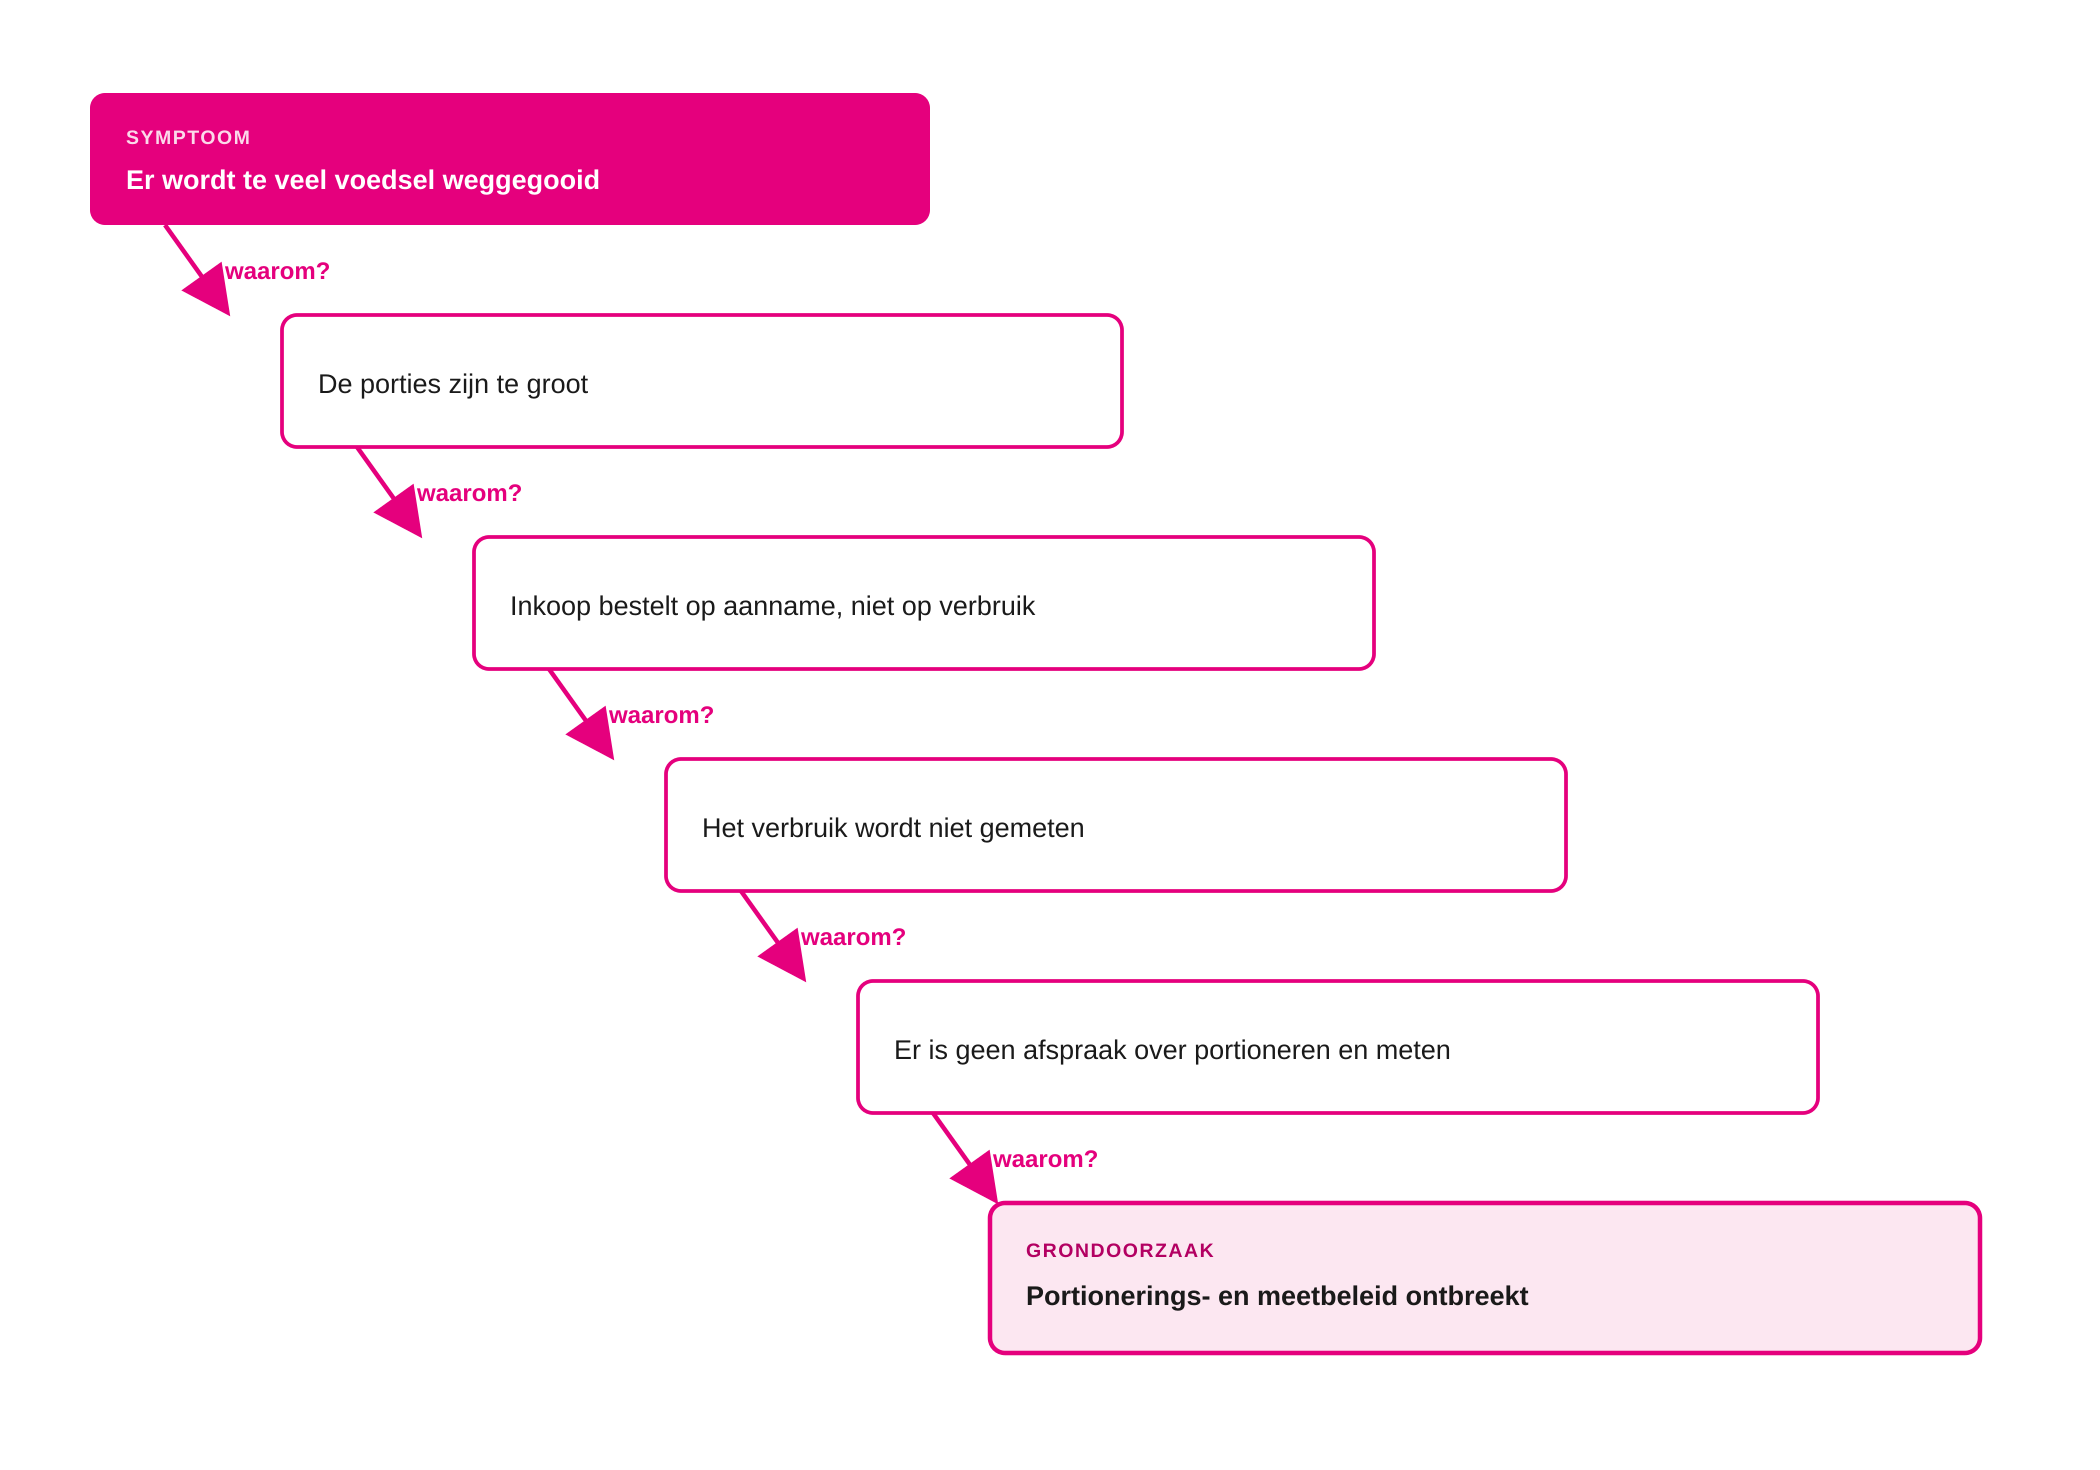 SYMPTOOM
Er wordt te veel voedsel weggegooid
waarom?
De porties zijn te groot
waarom?
Inkoop bestelt op aanname, niet op verbruik
waarom?
Het verbruik wordt niet gemeten
waarom?
Er is geen afspraak over portioneren en meten
waarom?
GRONDOORZAAK
Portionerings- en meetbeleid ontbreekt